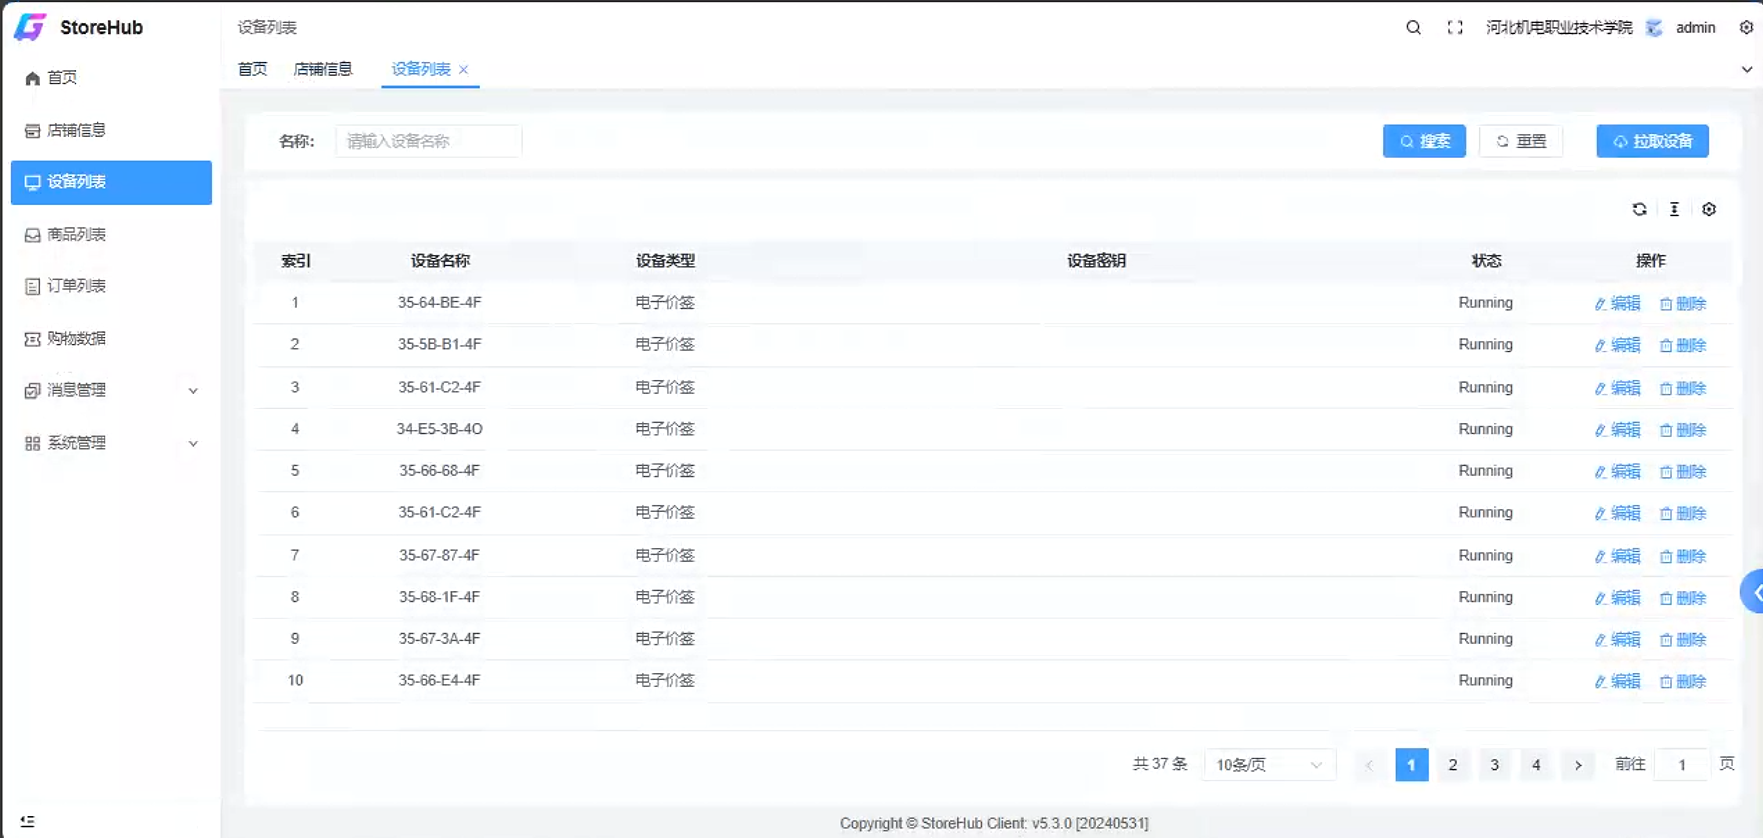 StoreHub
设备列表
河北机电职业技术学院
admin
首页
店铺信息
设备列表
商品列表
订单列表
购物数据
消息管理
系统管理
首页 店铺信息 设备列表
名称: 请输入设备名称 搜索 重置 拉取设备
索引 设备名称 设备类型 设备密钥 状态 操作
1 35-64-BE-4F 电子价签 Running 编辑 删除
2 35-5B-B1-4F 电子价签 Running 编辑 删除
3 35-61-C2-4F 电子价签 Running 编辑 删除
4 34-E5-3B-4O 电子价签 Running 编辑 删除
5 35-66-68-4F 电子价签 Running 编辑 删除
6 35-61-C2-4F 电子价签 Running 编辑 删除
7 35-67-87-4F 电子价签 Running 编辑 删除
8 35-68-1F-4F 电子价签 Running 编辑 删除
9 35-67-3A-4F 电子价签 Running 编辑 删除
10 35-66-E4-4F 电子价签 Running 编辑 删除
共 37 条 10条/页 1 2 3 4 前往 1 页
Copyright © StoreHub Client: v5.3.0 [20240531]